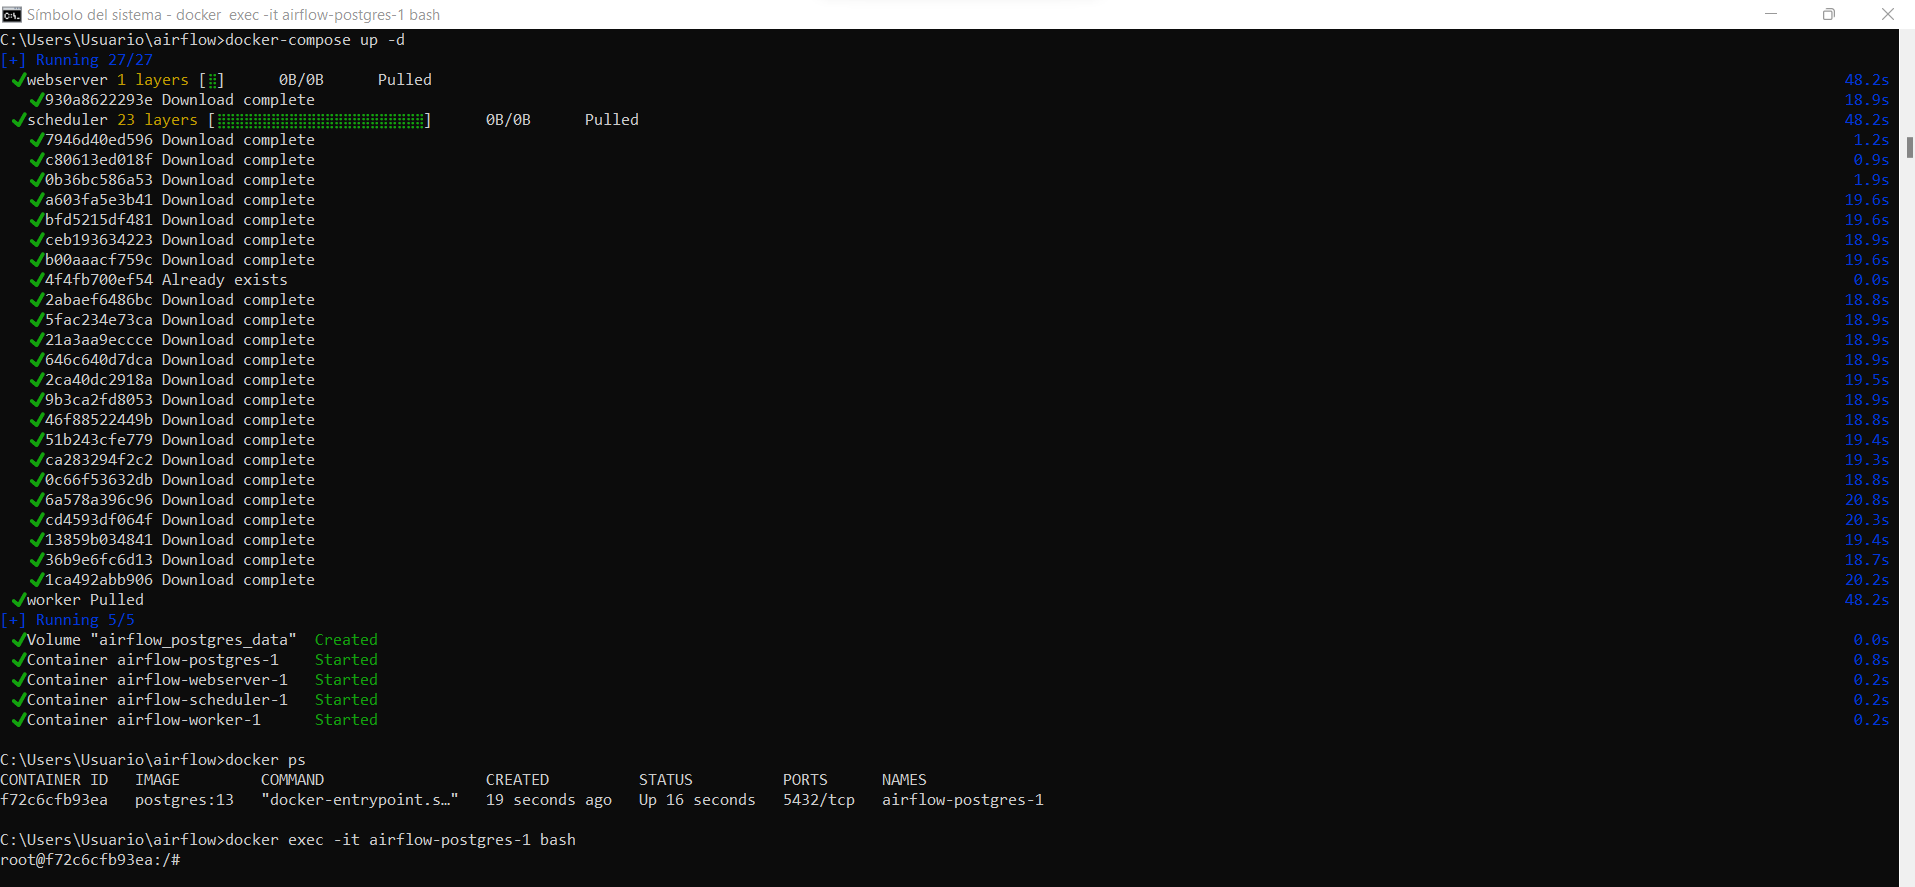 Símbolo del sistema - docker  exec -it airflow-postgres-1 bash
C:\Users\Usuario\airflow>docker-compose up -d
[+] Running 27/27
✔webserver 1 layers [⣿]      0B/0B      Pulled 48.2s
✔930a8622293e Download complete 18.9s
✔scheduler 23 layers [⣿⣿⣿⣿⣿⣿⣿⣿⣿⣿⣿⣿⣿⣿⣿⣿⣿⣿⣿⣿⣿⣿⣿]      0B/0B      Pulled 48.2s
✔7946d40ed596 Download complete 1.2s
✔c80613ed018f Download complete 0.9s
✔0b36bc586a53 Download complete 1.9s
✔a603fa5e3b41 Download complete 19.6s
✔bfd5215df481 Download complete 19.6s
✔ceb193634223 Download complete 18.9s
✔b00aaacf759c Download complete 19.6s
✔4f4fb700ef54 Already exists 0.0s
✔2abaef6486bc Download complete 18.8s
✔5fac234e73ca Download complete 18.9s
✔21a3aa9eccce Download complete 18.9s
✔646c640d7dca Download complete 18.9s
✔2ca40dc2918a Download complete 19.5s
✔9b3ca2fd8053 Download complete 18.9s
✔46f88522449b Download complete 18.8s
✔51b243cfe779 Download complete 19.4s
✔ca283294f2c2 Download complete 19.3s
✔0c66f53632db Download complete 18.8s
✔6a578a396c96 Download complete 20.8s
✔cd4593df064f Download complete 20.3s
✔13859b034841 Download complete 19.4s
✔36b9e6fc6d13 Download complete 18.7s
✔1ca492abb906 Download complete 20.2s
✔worker Pulled 48.2s
[+] Running 5/5
✔Volume "airflow_postgres_data"  Created 0.0s
✔Container airflow-postgres-1    Started 0.8s
✔Container airflow-webserver-1   Started 0.2s
✔Container airflow-scheduler-1   Started 0.2s
✔Container airflow-worker-1      Started 0.2s
C:\Users\Usuario\airflow>docker ps
CONTAINER ID   IMAGE         COMMAND                  CREATED          STATUS          PORTS      NAMES
f72c6cfb93ea   postgres:13   "docker-entrypoint.s…"   19 seconds ago   Up 16 seconds   5432/tcp   airflow-postgres-1
C:\Users\Usuario\airflow>docker exec -it airflow-postgres-1 bash
root@f72c6cfb93ea:/#